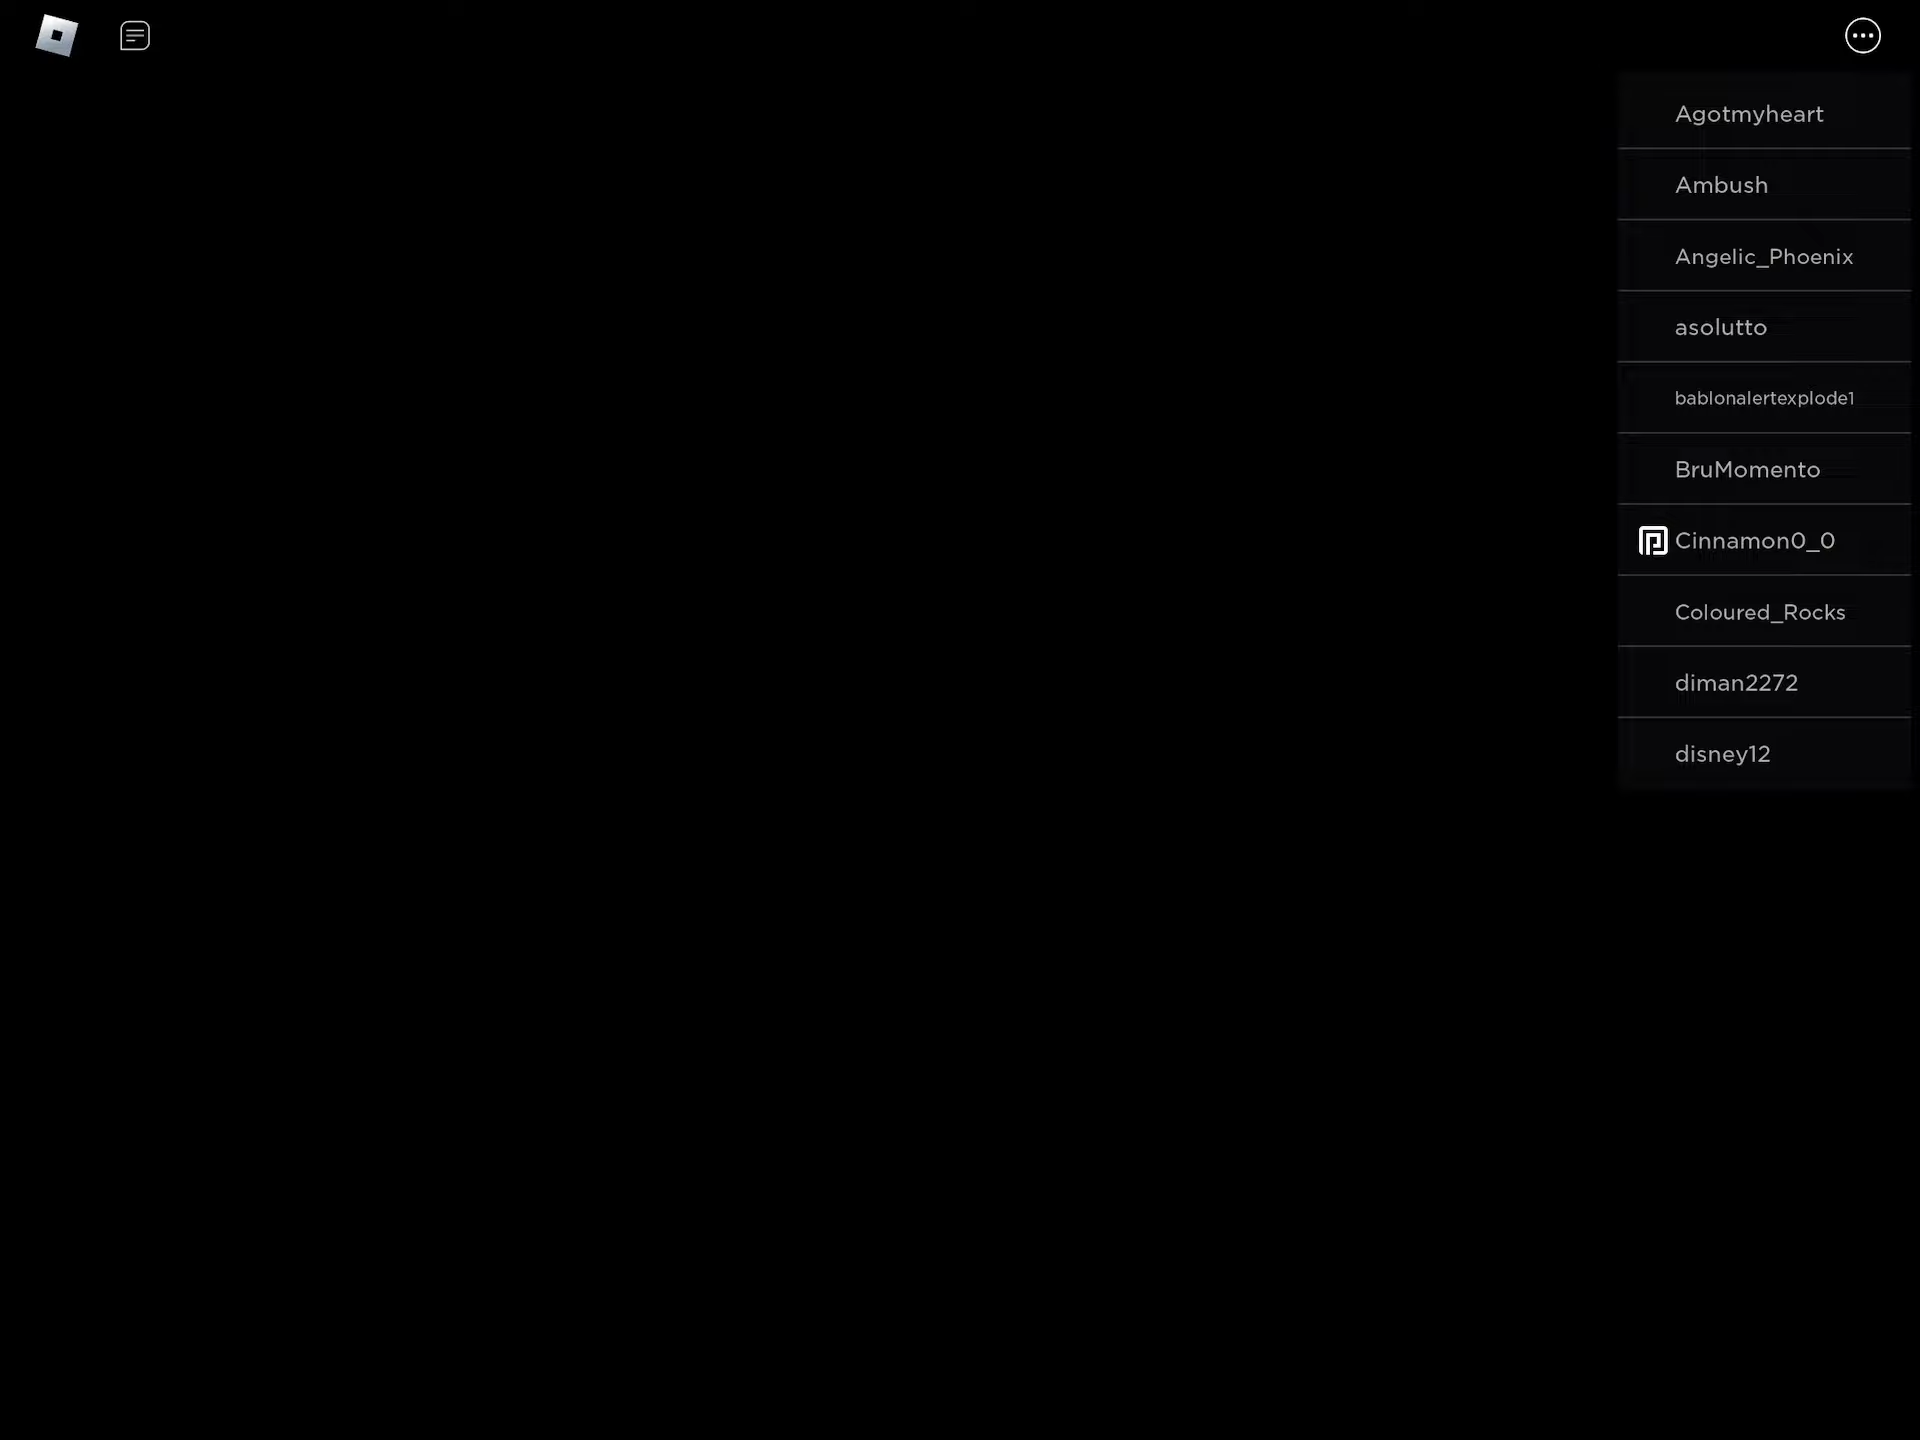 Agotmyheart
Ambush
Angelic_Phoenix
asolutto
bablonalertexplode1
BruMomento
Cinnamon0_0
Coloured_Rocks
diman2272
disney12